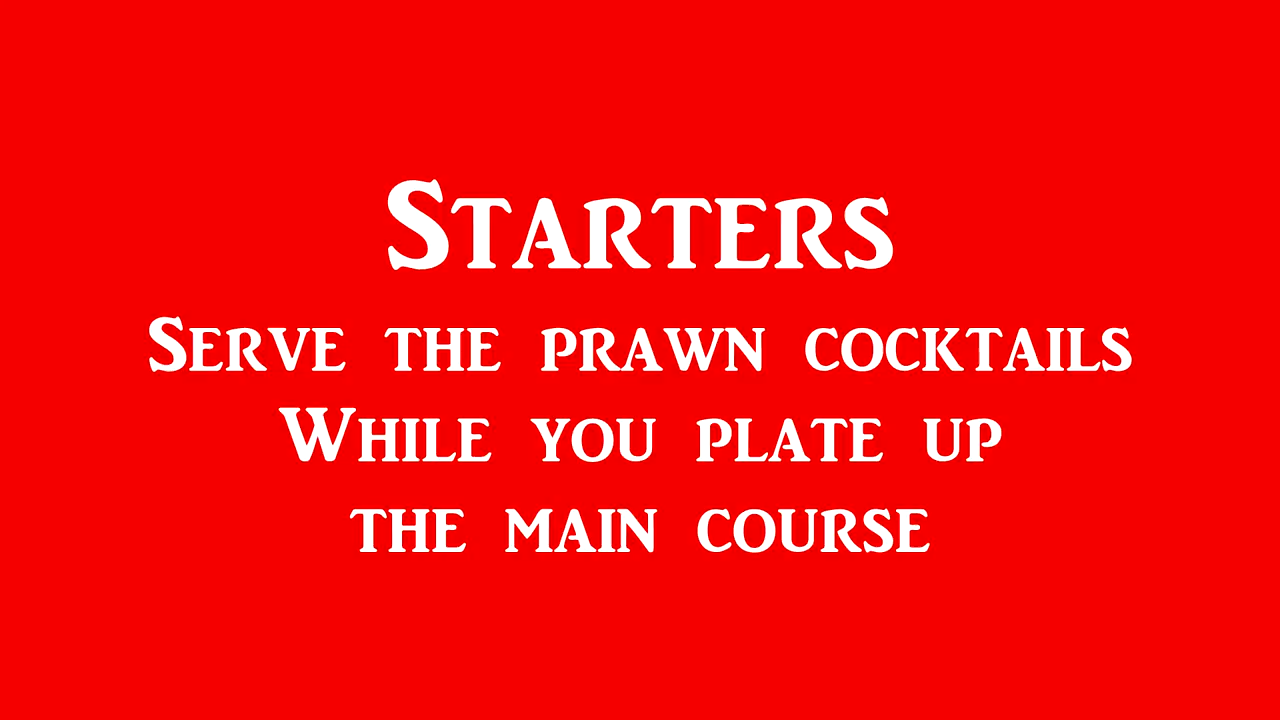 Starters
Serve the prawn cocktails
While you plate up
the main course